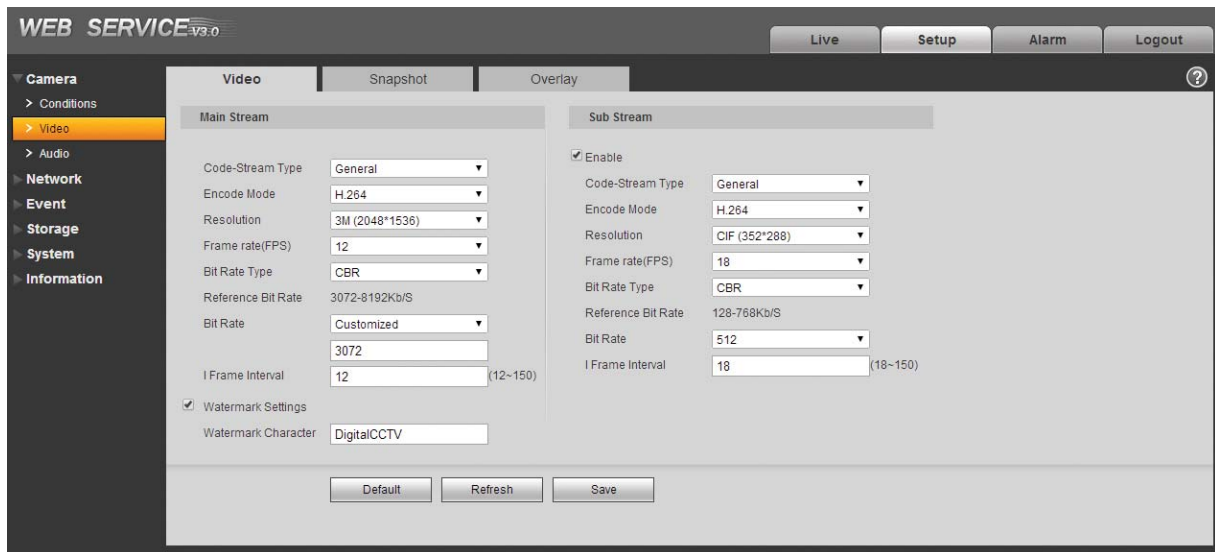 WEB SERVICE V3.0
Live Setup Alarm Logout
Camera
> Conditions
> Video
> Audio
Network
Event
Storage
System
Information
Video Snapshot Overlay
?
Main Stream
Code-Stream Type General
Encode Mode H.264
Resolution 3M (2048*1536)
Frame rate(FPS) 12
Bit Rate Type CBR
Reference Bit Rate 3072-8192Kb/S
Bit Rate Customized
3072
I Frame Interval 12 (12~150)
Watermark Settings
Watermark Character DigitalCCTV
Sub Stream
Enable
Code-Stream Type General
Encode Mode H.264
Resolution CIF (352*288)
Frame rate(FPS) 18
Bit Rate Type CBR
Reference Bit Rate 128-768Kb/S
Bit Rate 512
I Frame Interval 18 (18~150)
Default Refresh Save